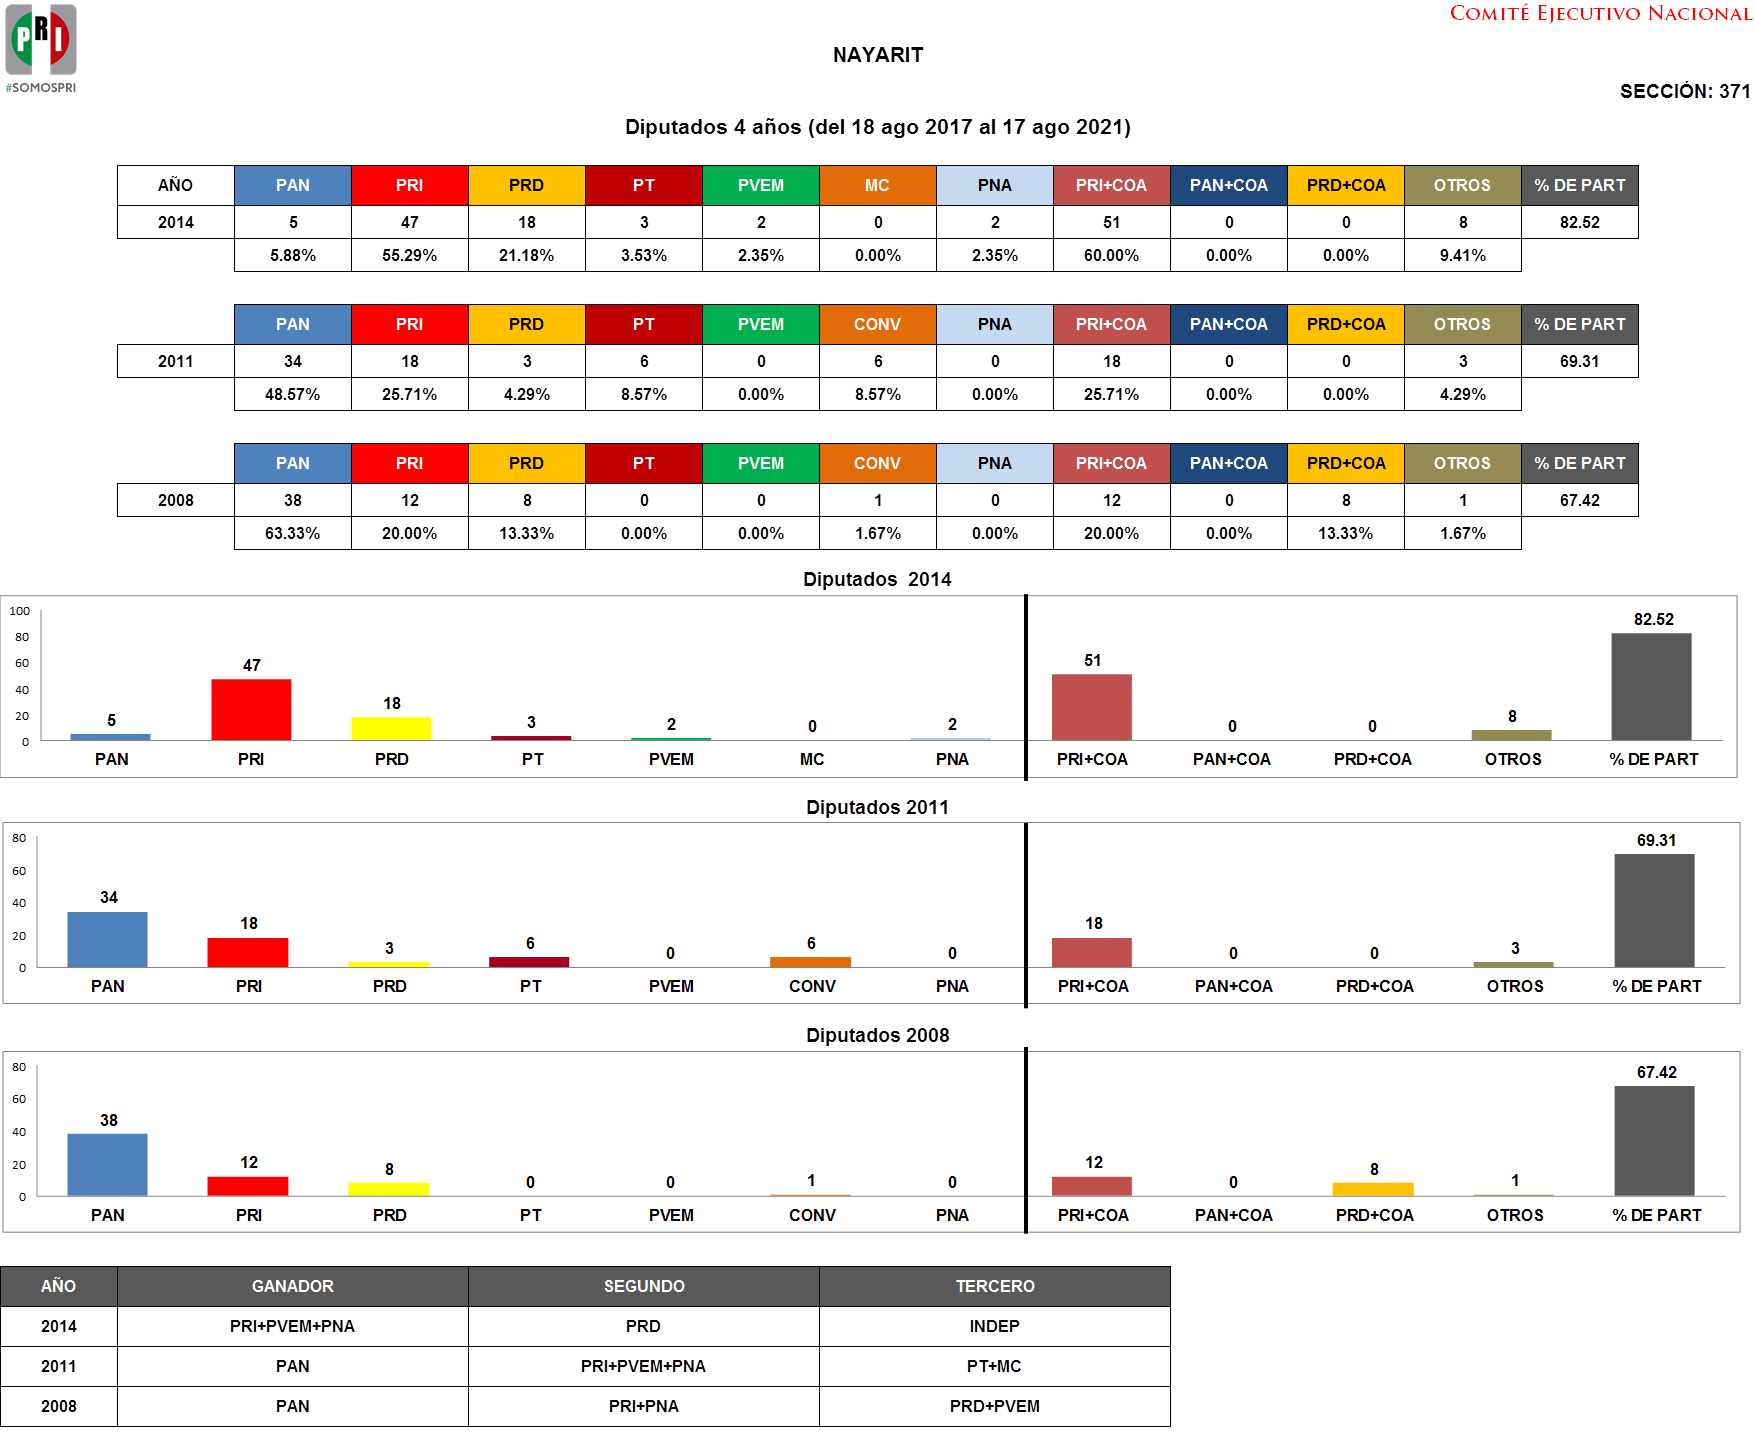 PRI
#SOMOSPRI
COMITÉ EJECUTIVO NACIONAL
NAYARIT
SECCIÓN: 371
Diputados 4 años (del 18 ago 2017 al 17 ago 2021)
AÑO PAN PRI PRD PT PVEM MC PNA PRI+COA PAN+COA PRD+COA OTROS % DE PART
2014 5 47 18 3 2 0 2 51 0 0 8 82.52
5.88% 55.29% 21.18% 3.53% 2.35% 0.00% 2.35% 60.00% 0.00% 0.00% 9.41%
PAN PRI PRD PT PVEM CONV PNA PRI+COA PAN+COA PRD+COA OTROS % DE PART
2011 34 18 3 6 0 6 0 18 0 0 3 69.31
48.57% 25.71% 4.29% 8.57% 0.00% 8.57% 0.00% 25.71% 0.00% 0.00% 4.29%
PAN PRI PRD PT PVEM CONV PNA PRI+COA PAN+COA PRD+COA OTROS % DE PART
2008 38 12 8 0 0 1 0 12 0 8 1 67.42
63.33% 20.00% 13.33% 0.00% 0.00% 1.67% 0.00% 20.00% 0.00% 13.33% 1.67%
Diputados 2014
100
80
60
40
20
0
5 47 18 3 2 0 2 51 0 0 8 82.52
PAN PRI PRD PT PVEM MC PNA PRI+COA PAN+COA PRD+COA OTROS % DE PART
Diputados 2011
80
60
40
20
0
34 18 3 6 0 6 0 18 0 0 3 69.31
PAN PRI PRD PT PVEM CONV PNA PRI+COA PAN+COA PRD+COA OTROS % DE PART
Diputados 2008
80
60
40
20
0
38 12 8 0 0 1 0 12 0 8 1 67.42
PAN PRI PRD PT PVEM CONV PNA PRI+COA PAN+COA PRD+COA OTROS % DE PART
AÑO GANADOR SEGUNDO TERCERO
2014 PRI+PVEM+PNA PRD INDEP
2011 PAN PRI+PVEM+PNA PT+MC
2008 PAN PRI+PNA PRD+PVEM